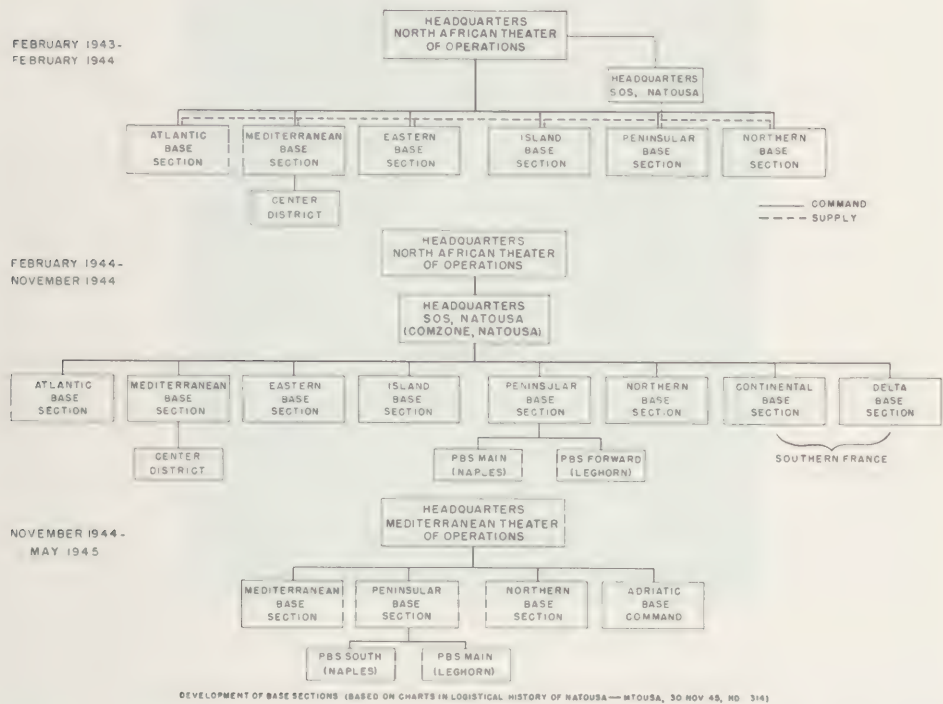 HEADQUARTERS
NORTH AFRICAN THEATER
OF OPERATIONS
FEBRUARY 1943-
FEBRUARY 1944
HEADQUARTERS
SOS, NATOUSA
ATLANTIC
BASE
SECTION
MEDITERRANEAN
BASE
SECTION
EASTERN
BASE
SECTION
ISLAND
BASE
SECTION
PENINSULAR
BASE
SECTION
NORTHERN
BASE
SECTION
CENTER
DISTRICT
COMMAND
SUPPLY
HEADQUARTERS
NORTH AFRICAN THEATER
OF OPERATIONS
FEBRUARY 1944-
NOVEMBER 1944
HEADQUARTERS
SOS, NATOUSA
(COMZONE, NATOUSA)
ATLANTIC
BASE
SECTION
MEDITERRANEAN
BASE
SECTION
EASTERN
BASE
SECTION
ISLAND
BASE
SECTION
PENINSULAR
BASE
SECTION
NORTHERN
BASE
SECTION
CONTINENTAL
BASE
SECTION
DELTA
BASE
SECTION
CENTER
DISTRICT
PBS MAIN
(NAPLES)
PBS FORWARD
(LEGHORN)
SOUTHERN FRANCE
HEADQUARTERS
MEDITERRANEAN THEATER
OF OPERATIONS
NOVEMBER 1944-
MAY 1945
MEDITERRANEAN
BASE
SECTION
PENINSULAR
BASE
SECTION
NORTHERN
BASE
SECTION
ADRIATIC
BASE
COMMAND
PBS SOUTH
(NAPLES)
PBS MAIN
(LEGHORN)
DEVELOPMENT OF BASE SECTIONS (BASED ON CHARTS IN LOGISTICAL HISTORY OF NATOUSA — MTOUSA, 30 NOV 45, HD 314)